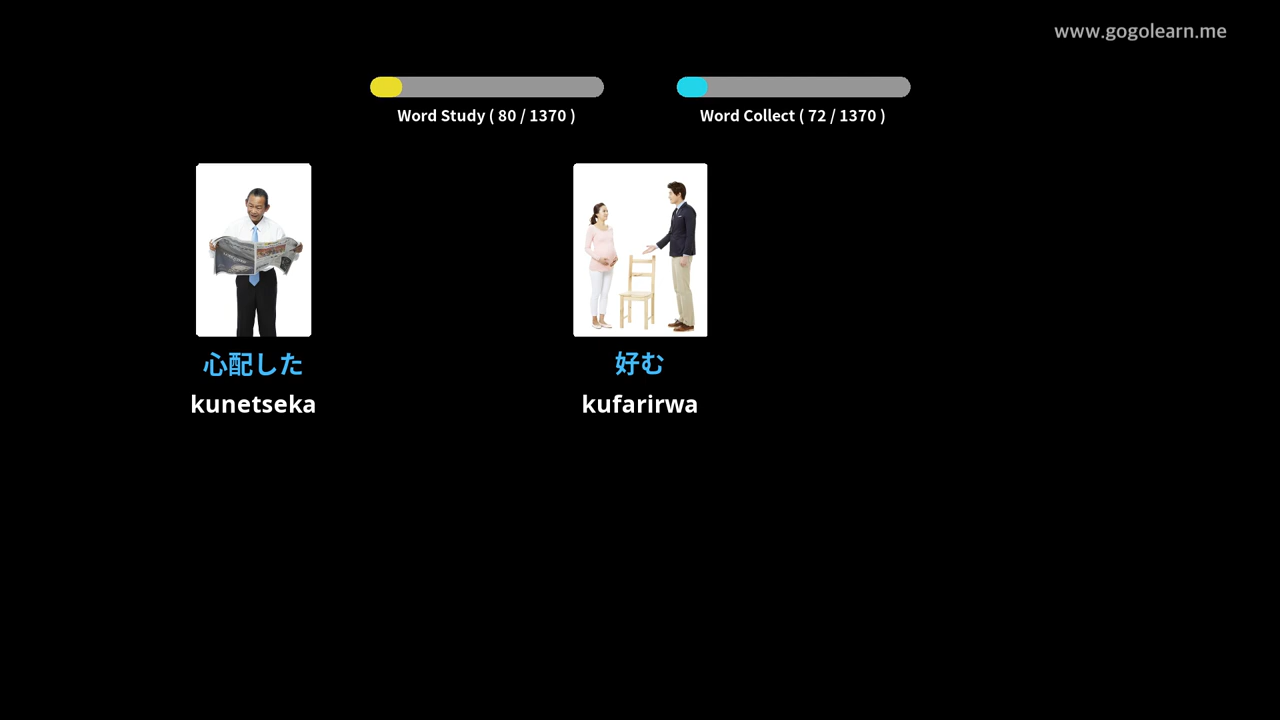 www.gogolearn.me
Word Study ( 80 / 1370 )
Word Collect ( 72 / 1370 )
心配した
kunetseka
好む
kufarirwa